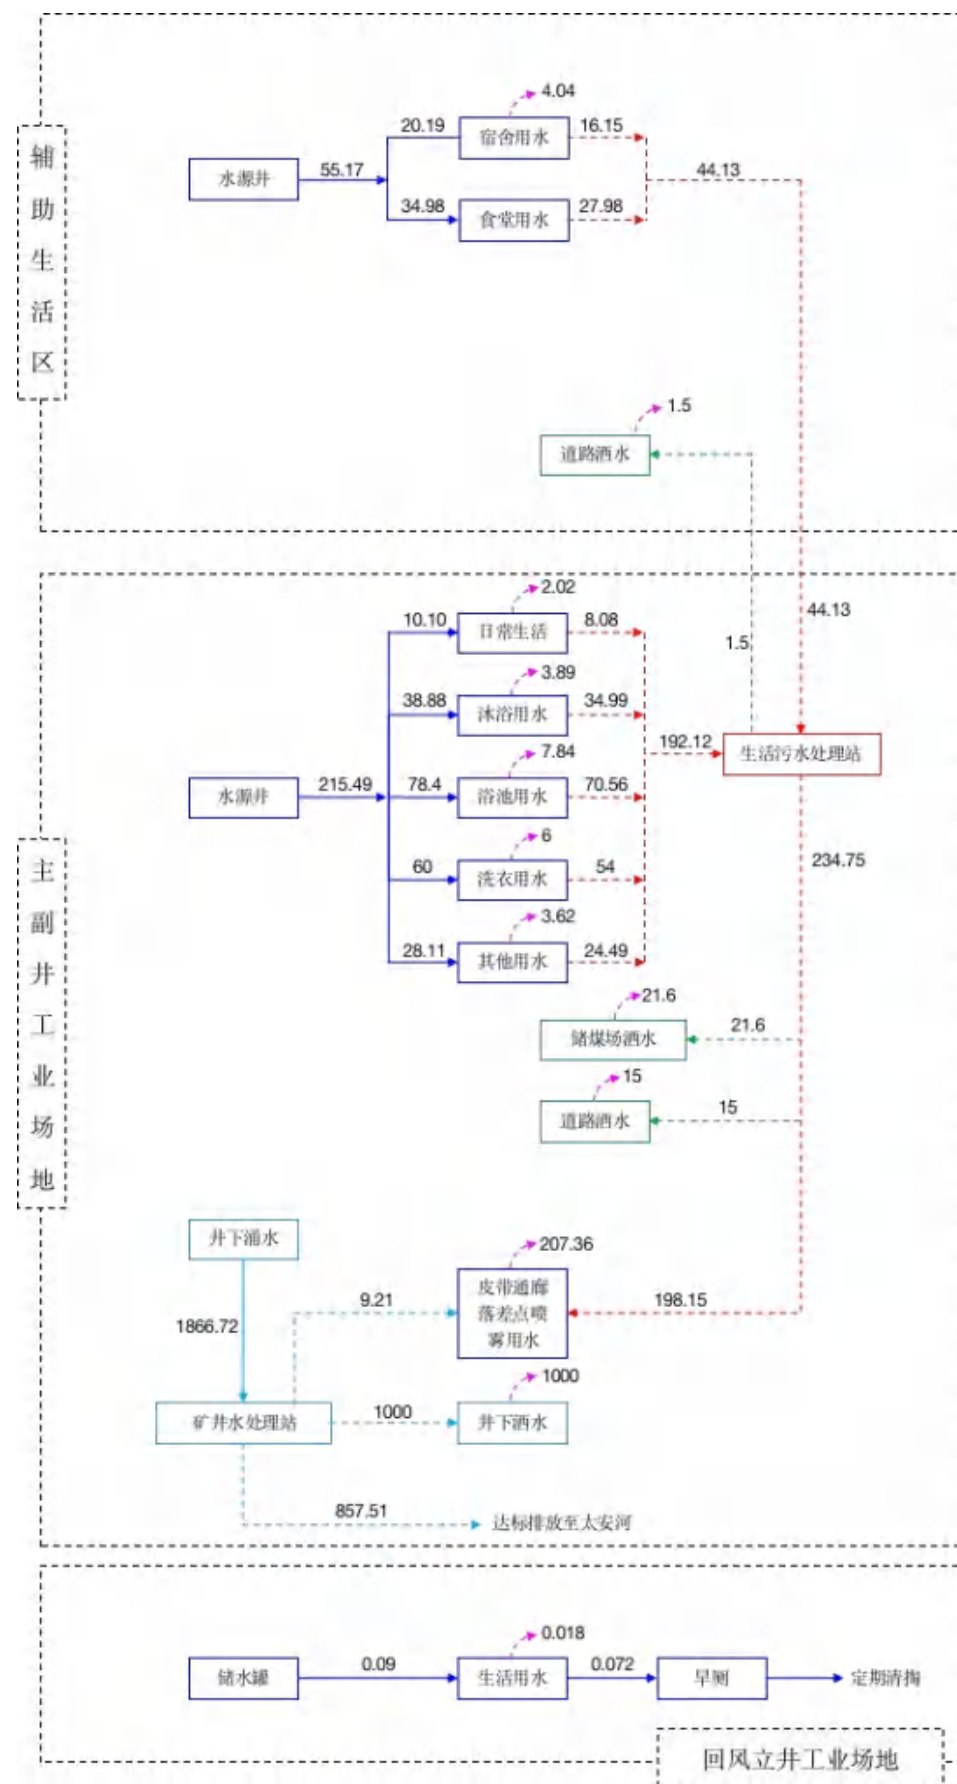 辅助生活区
4.04
20.19
宿舍用水
16.15
水源井
55.17
44.13
34.98
食堂用水
27.98
1.5
道路洒水
主副井工业场地
2.02
10.10
日常生活
8.08
44.13
1.5
3.89
38.88
沐浴用水
34.99
192.12
生活污水处理站
7.84
水源井
215.49
78.4
浴池用水
70.56
6
60
洗衣用水
54
234.75
3.62
28.11
其他用水
24.49
21.6
储煤场洒水
21.6
15
道路洒水
15
井下涌水
207.36
1866.72
9.21
皮带通廊
落差点喷
雾用水
198.15
1000
矿井水处理站
1000
井下洒水
857.51
达标排放至太安河
0.018
储水罐
0.09
生活用水
0.072
旱厕
定期清掏
回风立井工业场地